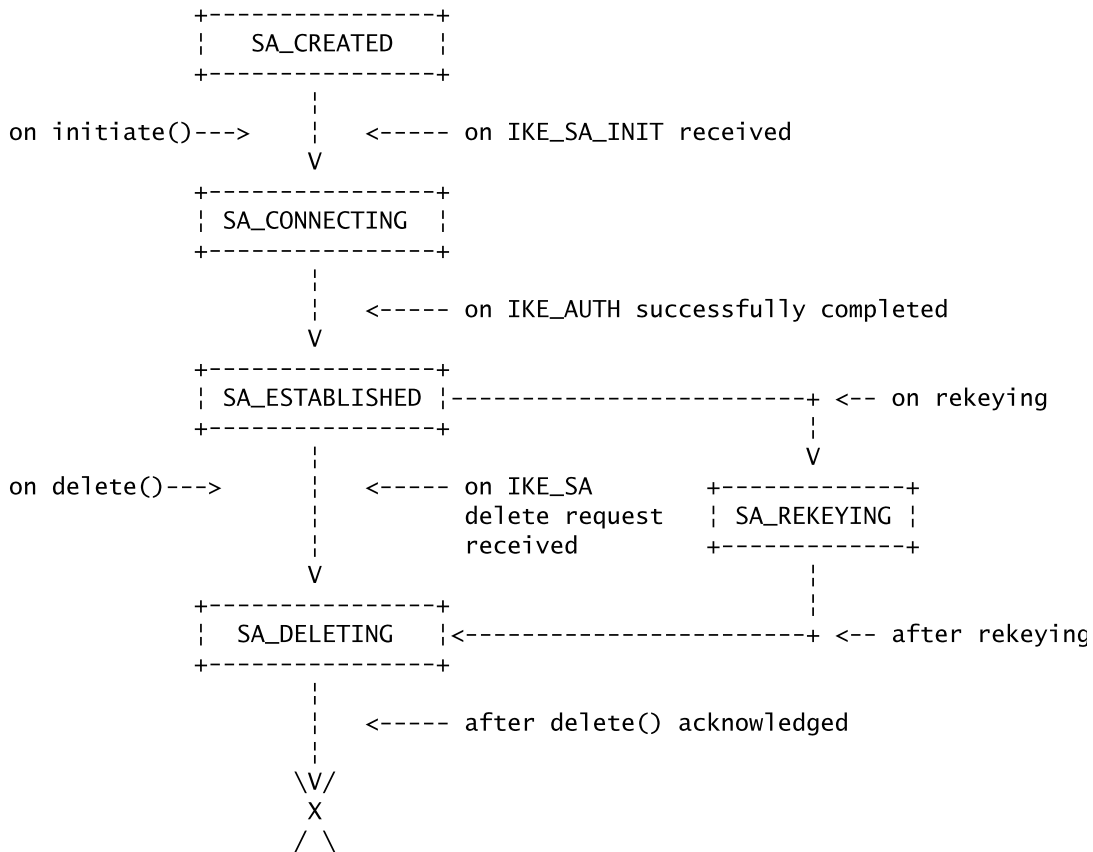 +----------------+
¦   SA_CREATED   ¦
+----------------+
        ¦
on initiate()--->    ¦   <----- on IKE_SA_INIT received
        V
+----------------+
¦ SA_CONNECTING  ¦
+----------------+
        ¦
        ¦   <----- on IKE_AUTH successfully completed
        V
+----------------+
¦ SA_ESTABLISHED ¦-------------------------+ <-- on rekeying
+----------------+                         ¦
        ¦                                  V
on delete()--->      ¦   <----- on IKE_SA        +-------------+
        ¦          delete request   ¦ SA_REKEYING ¦
        ¦          received         +-------------+
        V                                  ¦
+----------------+                         ¦
¦  SA_DELETING   ¦<------------------------+ <-- after rekeying
+----------------+
        ¦
        ¦   <----- after delete() acknowledged
        ¦
       \V/
        X
       / \